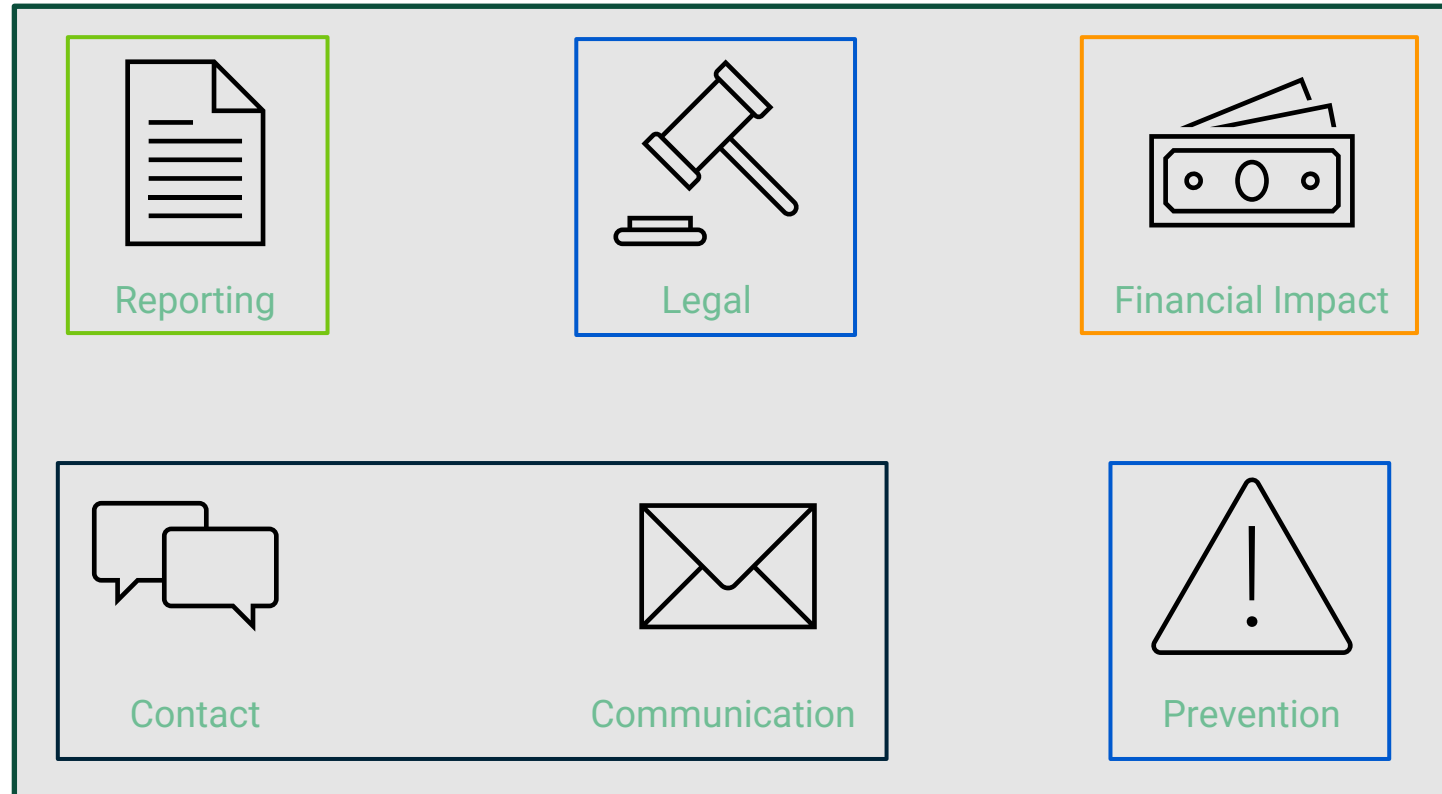 Reporting
Legal
Financial Impact
Contact
Communication
Prevention